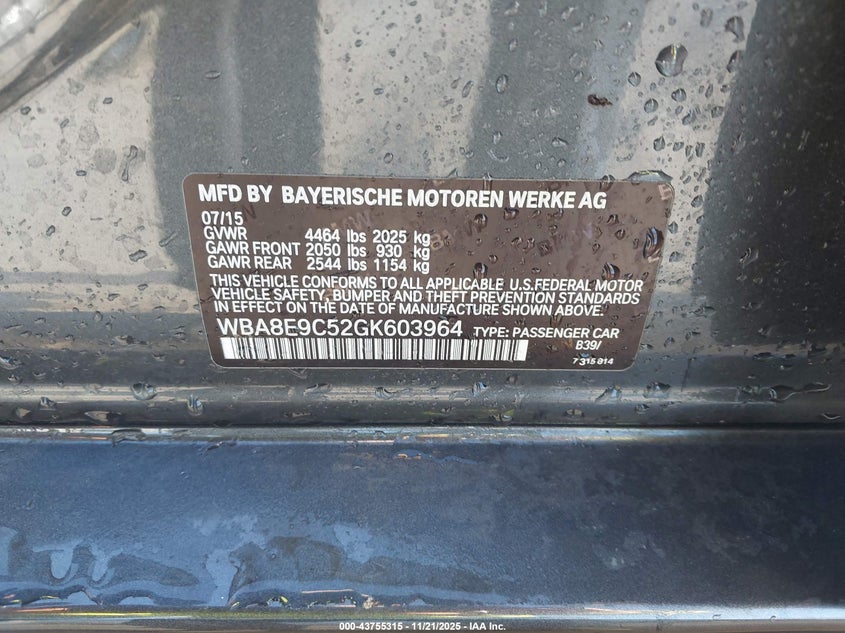 MFD BY BAYERISCHE MOTOREN WERKE AG
07/15
GVWR 4464 lbs 2025 kg
GAWR FRONT 2050 lbs 930 kg
GAWR REAR 2544 lbs 1154 kg
THIS VEHICLE CONFORMS TO ALL APPLICABLE U.S.FEDERAL MOTOR
VEHICLE SAFETY, BUMPER AND THEFT PREVENTION STANDARDS
IN EFFECT ON THE DATE OF MANUFACTURE SHOWN ABOVE.
WBA8E9C52GK603964 TYPE: PASSENGER CAR
B39/
7 315 814
000-43755315 - 11/21/2025 - IAA Inc.